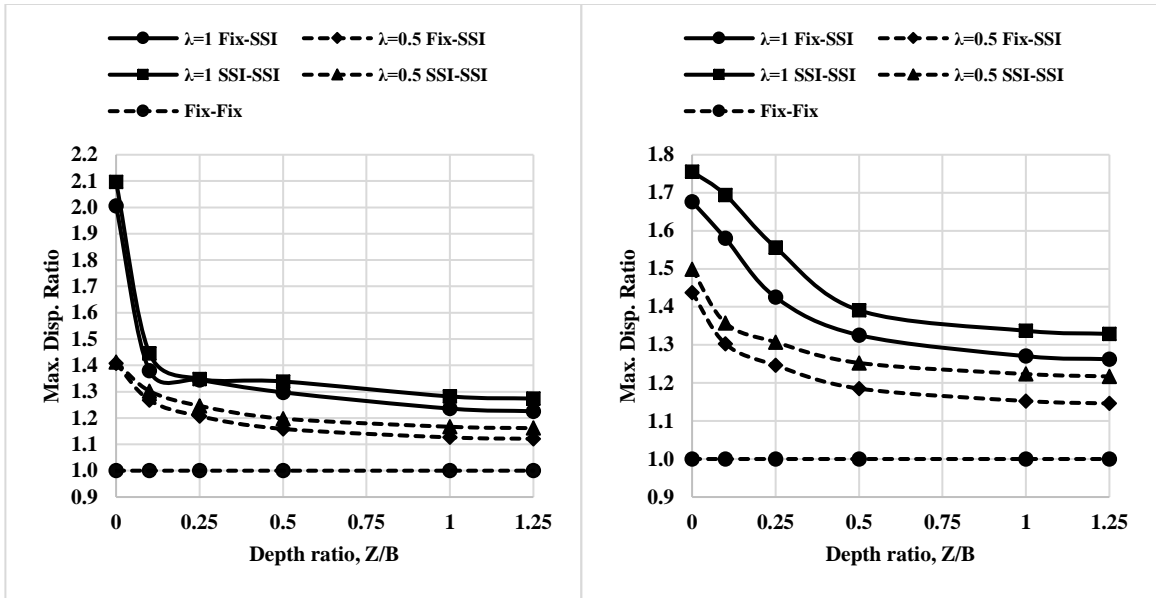 λ=1 Fix-SSI λ=0.5 Fix-SSI
λ=1 SSI-SSI λ=0.5 SSI-SSI
Fix-Fix
2.2
2.1
2.0
1.9
1.8
1.7
1.6
1.5
1.4
1.3
1.2
1.1
1.0
0.9
Max. Disp. Ratio
0 0.25 0.5 0.75 1 1.25
Depth ratio, Z/B
λ=1 Fix-SSI λ=0.5 Fix-SSI
λ=1 SSI-SSI λ=0.5 SSI-SSI
Fix-Fix
1.8
1.7
1.6
1.5
1.4
1.3
1.2
1.1
1.0
0.9
Max. Disp. Ratio
0 0.25 0.5 0.75 1 1.25
Depth ratio, Z/B